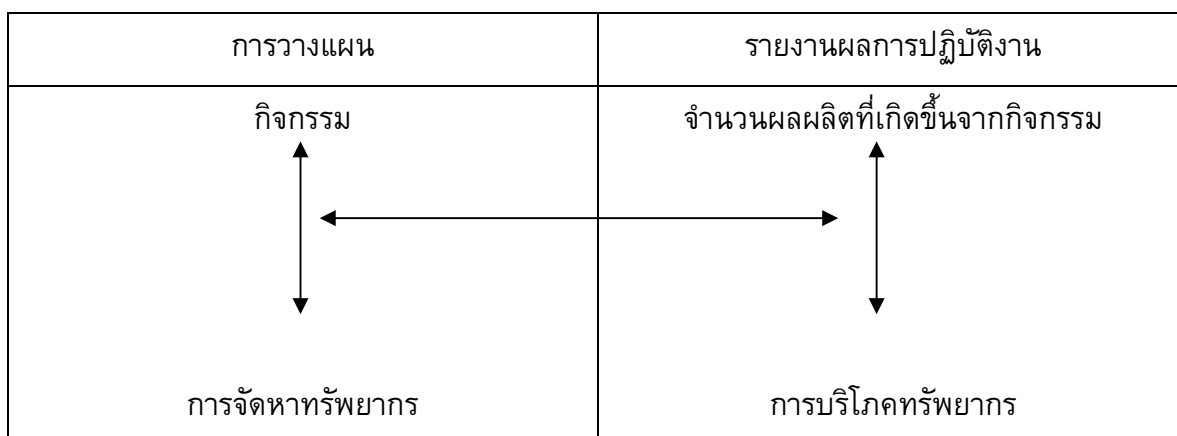 การวางแผน
รายงานผลการปฏิบัติงาน
กิจกรรม
จำนวนผลผลิตที่เกิดขึ้นจากกิจกรรม
การจัดหาทรัพยากร
การบริโภคทรัพยากร